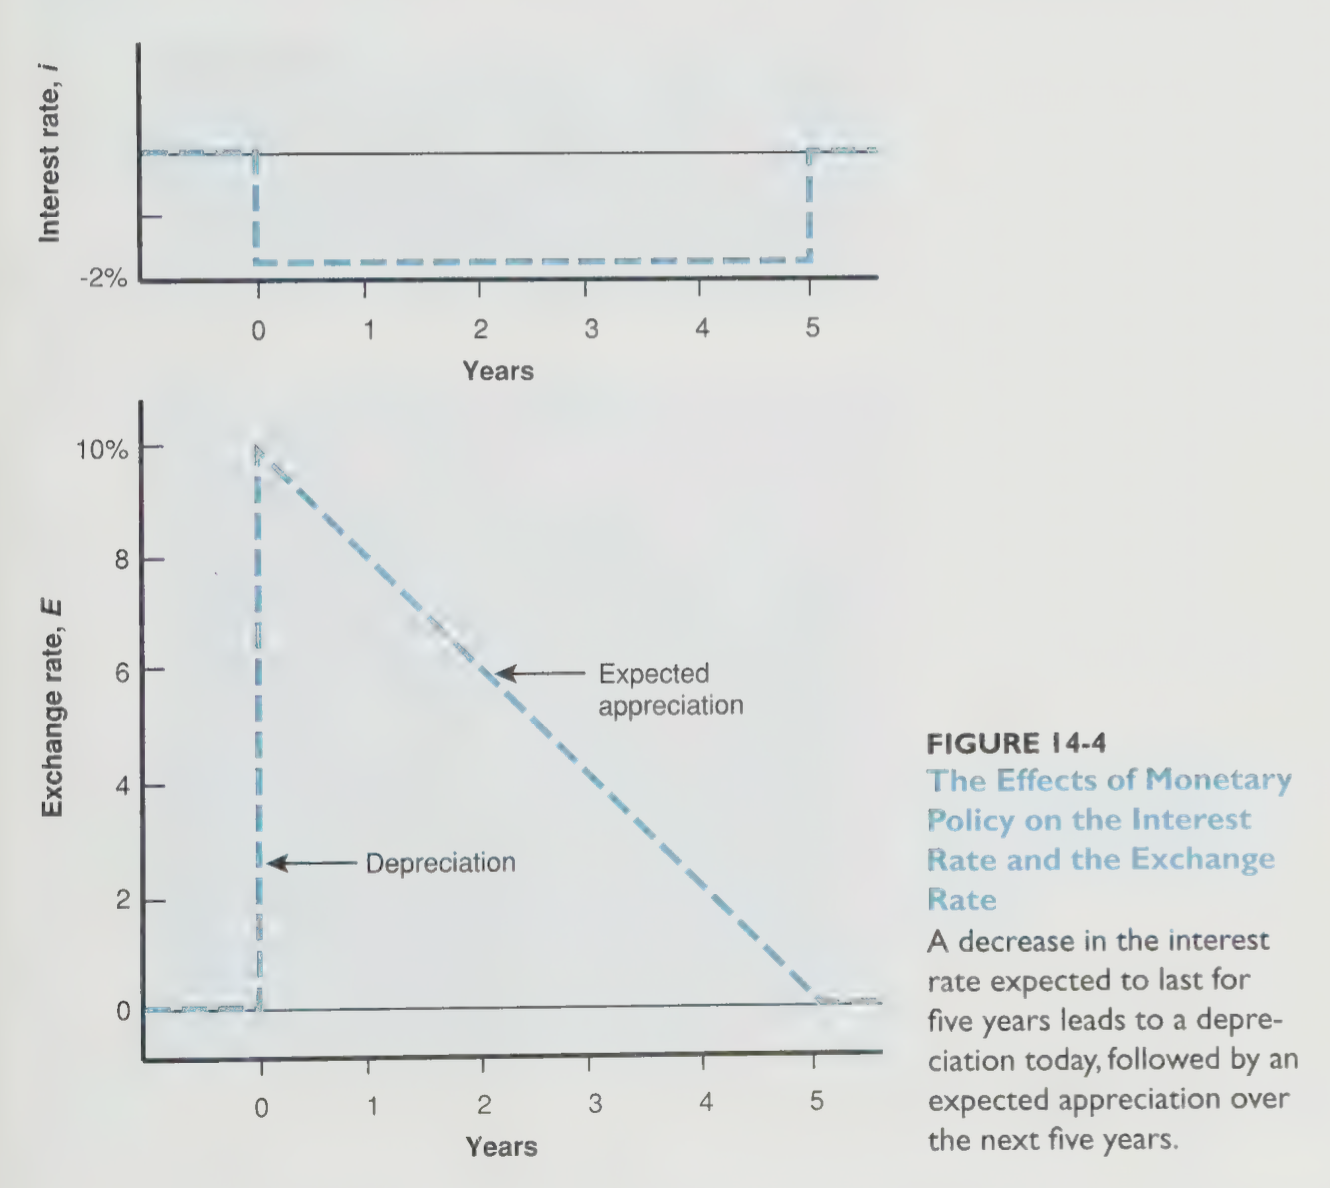 Interest rate, i
-2%
0 1 2 3 4 5
Years
10%
8
6
4
2
0
Exchange rate, E
Expected
appreciation
Depreciation
0 1 2 3 4 5
Years
FIGURE 14-4
The Effects of Monetary
Policy on the Interest
Rate and the Exchange
Rate
A decrease in the interest
rate expected to last for
five years leads to a depre-
ciation today, followed by an
expected appreciation over
the next five years.